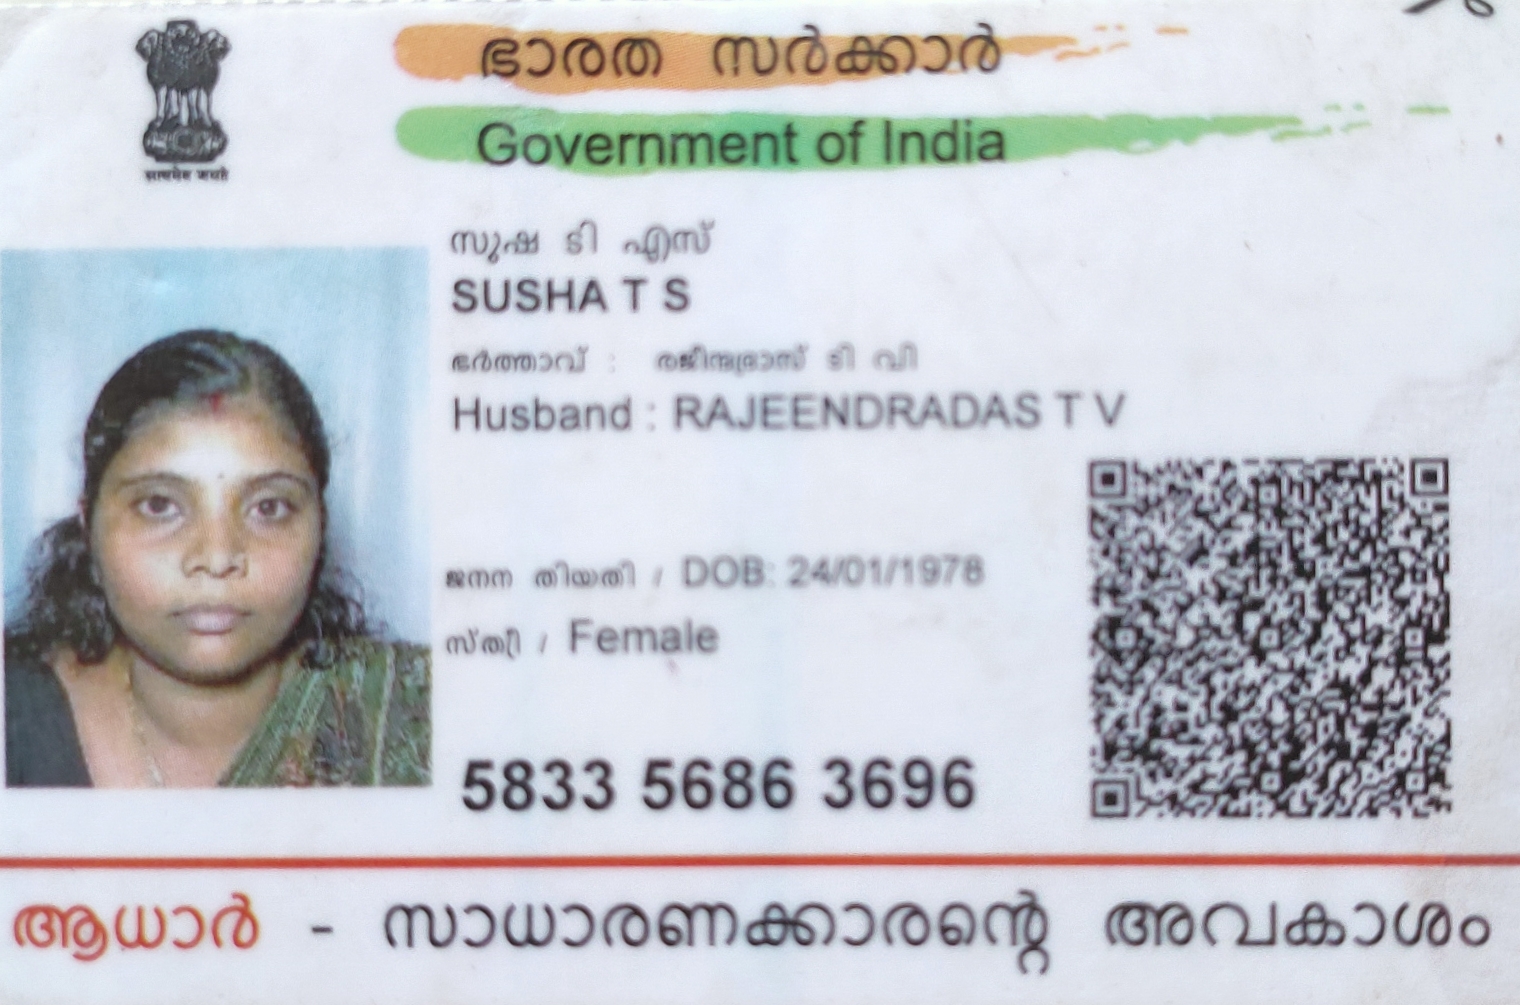 ഭാരത സർക്കാർ
Government of India
सत्यमेव जयते
സുഷ ടി എസ്
SUSHA T S
ഭർത്താവ് : രജീന്ദ്രദാസ് ടി വി
Husband : RAJEENDRADAS T V
ജനന തിയതി / DOB: 24/01/1978
സ്ത്രീ / Female
5833 5686 3696
ആധാർ - സാധാരണക്കാരന്റെ അവകാശം